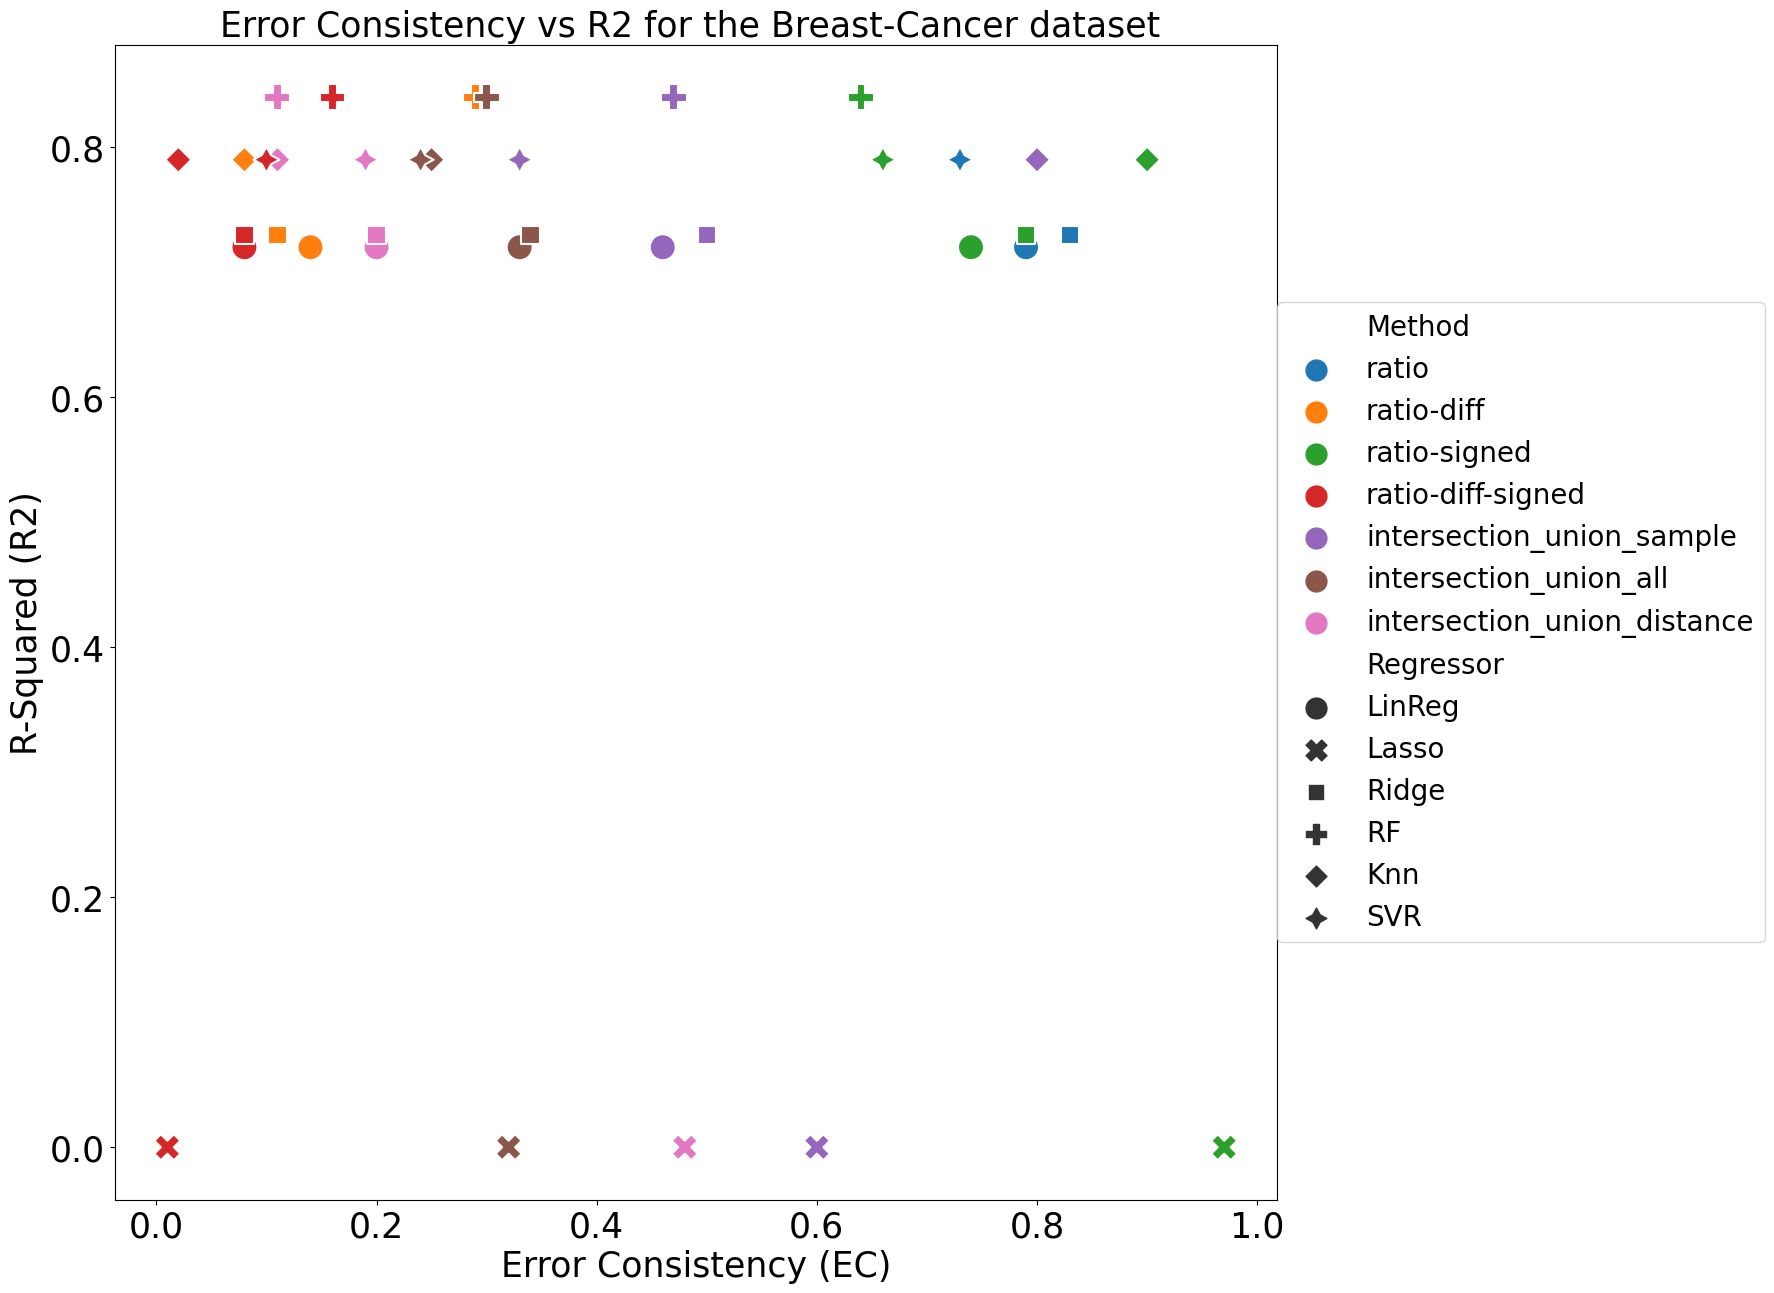 Error Consistency vs R2 for the Breast-Cancer dataset
R-Squared (R2)
0.8
0.6
0.4
0.2
0.0
0.0 0.2 0.4 0.6 0.8 1.0
Error Consistency (EC)
Method
ratio
ratio-diff
ratio-signed
ratio-diff-signed
intersection_union_sample
intersection_union_all
intersection_union_distance
Regressor
LinReg
Lasso
Ridge
RF
Knn
SVR